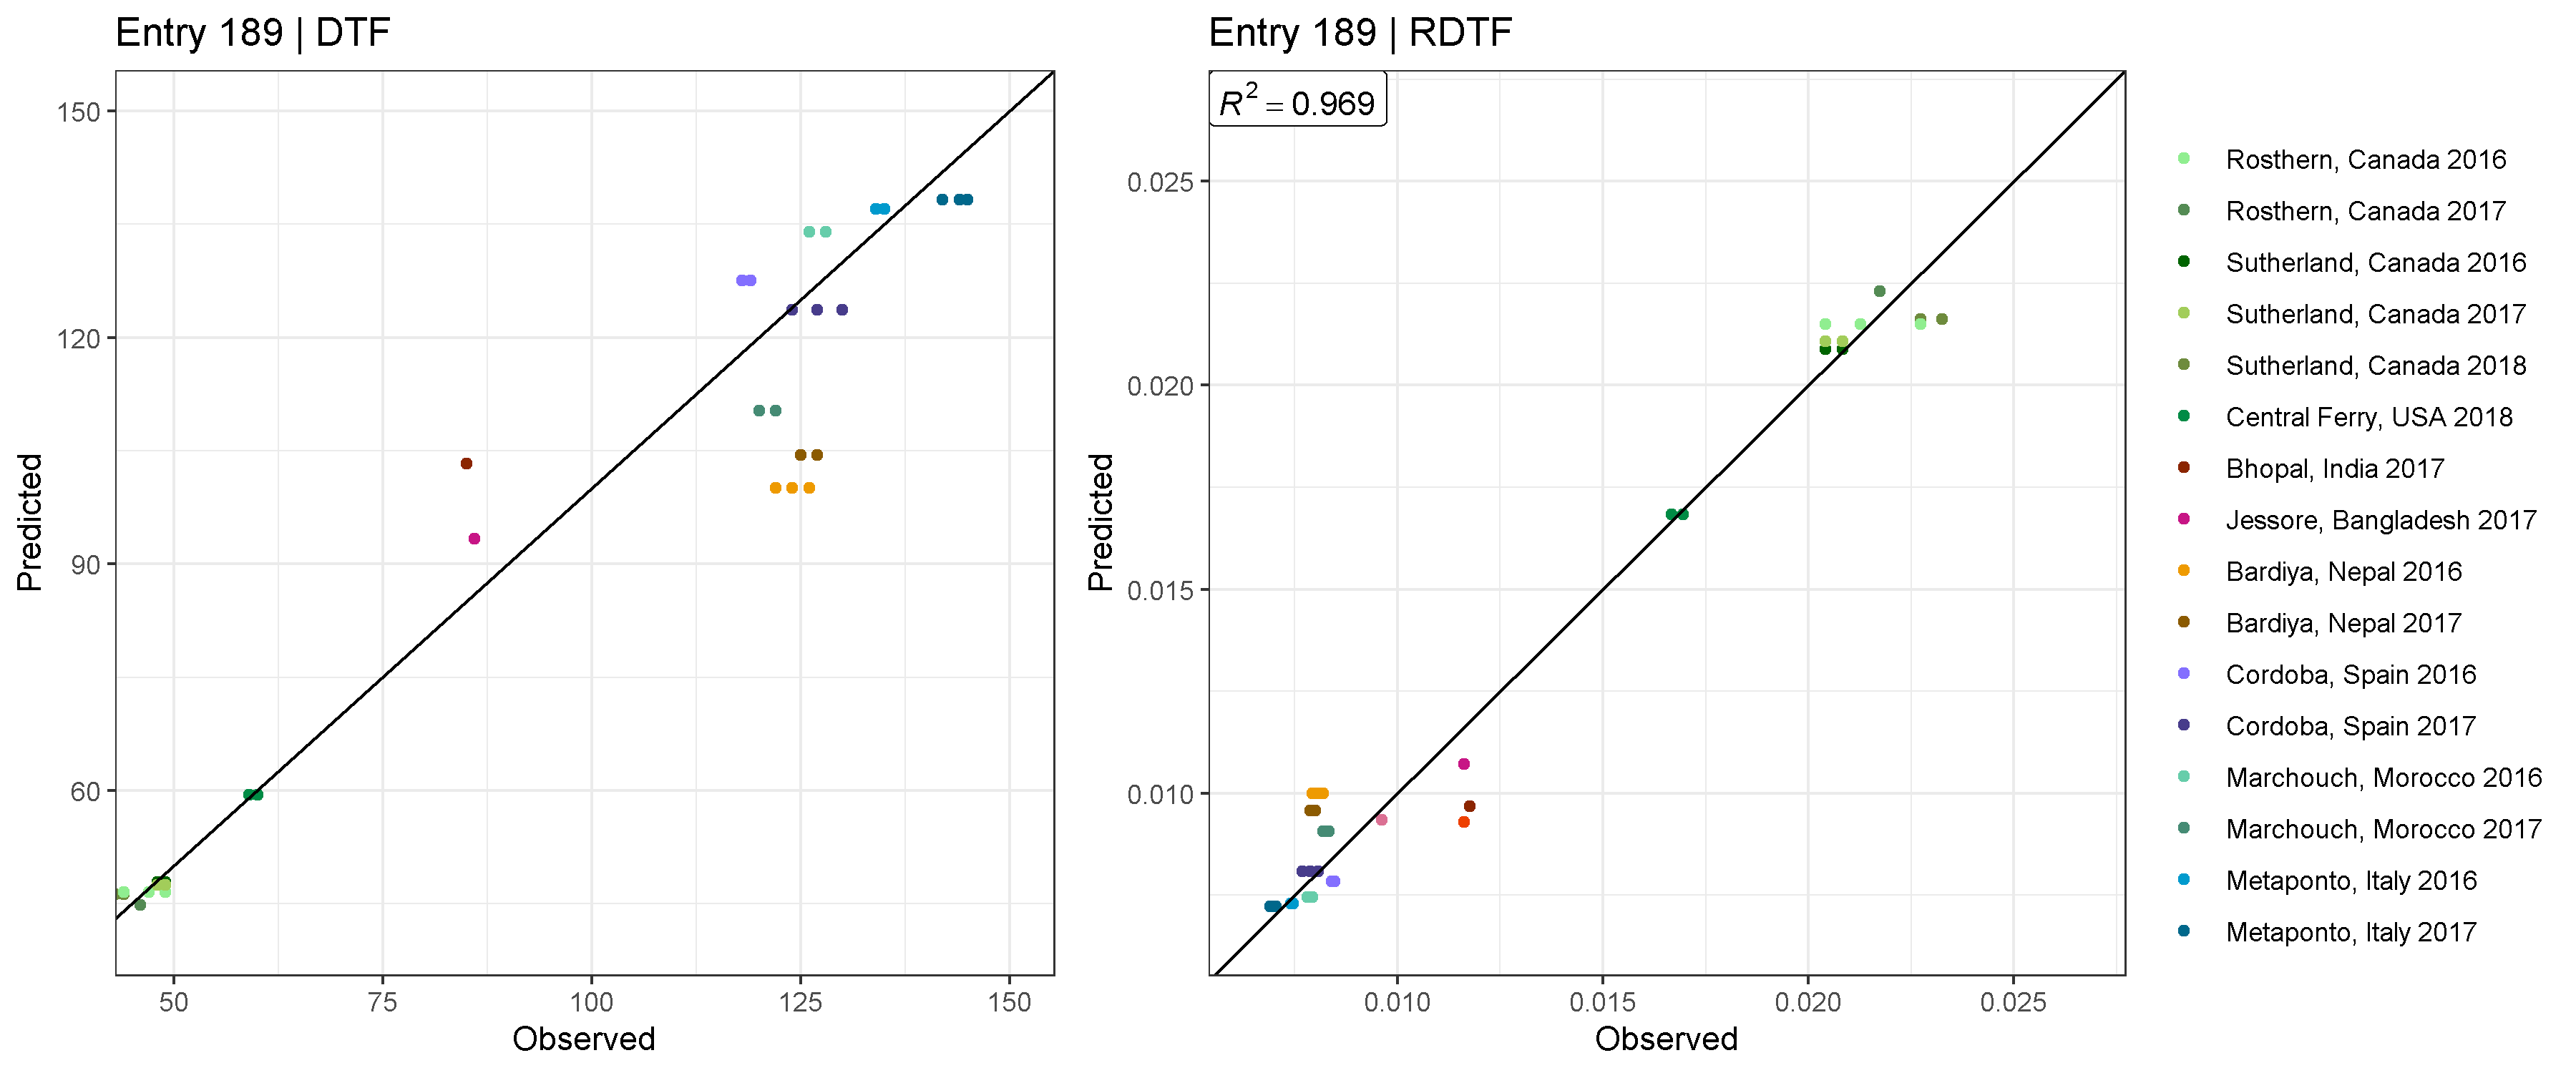 Entry 189 | DTF
150
120
90
60
Predicted
50 75 100 125 150
Observed
Entry 189 | RDTF
R² = 0.969
0.025
0.020
0.015
0.010
Predicted
0.010 0.015 0.020 0.025
Observed
Rosthern, Canada 2016
Rosthern, Canada 2017
Sutherland, Canada 2016
Sutherland, Canada 2017
Sutherland, Canada 2018
Central Ferry, USA 2018
Bhopal, India 2017
Jessore, Bangladesh 2017
Bardiya, Nepal 2016
Bardiya, Nepal 2017
Cordoba, Spain 2016
Cordoba, Spain 2017
Marchouch, Morocco 2016
Marchouch, Morocco 2017
Metaponto, Italy 2016
Metaponto, Italy 2017